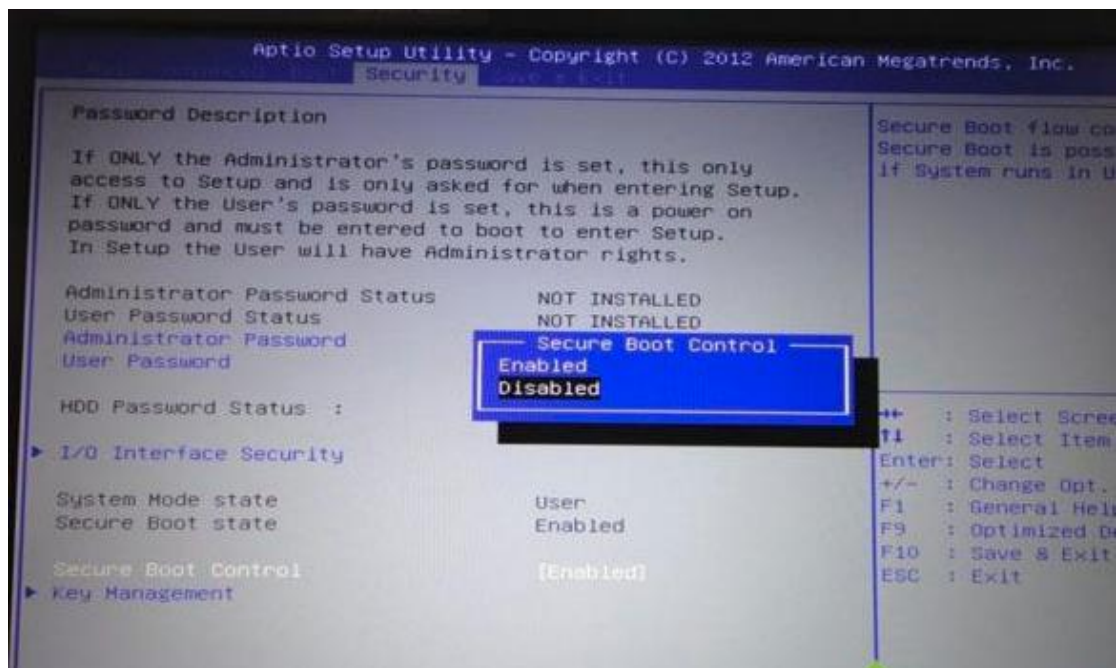 Aptio Setup Utility - Copyright (C) 2012 American Megatrends, Inc.
Security Save & Exit
Password Description
If ONLY the Administrator's password is set, this only
access to Setup and is only asked for when entering Setup.
If ONLY the User's password is set, this is a power on
password and must be entered to boot to enter Setup.
In Setup the User will have Administrator rights.
Administrator Password Status NOT INSTALLED
User Password Status NOT INSTALLED
Administrator Password
User Password
HDD Password Status :
I/O Interface Security
System Mode state User
Secure Boot state Enabled
Secure Boot Control [Enabled]
Key Management
Secure Boot Control
Enabled
Disabled
Secure Boot flow co
Secure Boot is poss
if System runs in U
→← : Select Scree
↑↓ : Select Item
Enter: Select
+/- : Change Opt.
F1 : General Help
F9 : Optimized De
F10 : Save & Exit
ESC : Exit